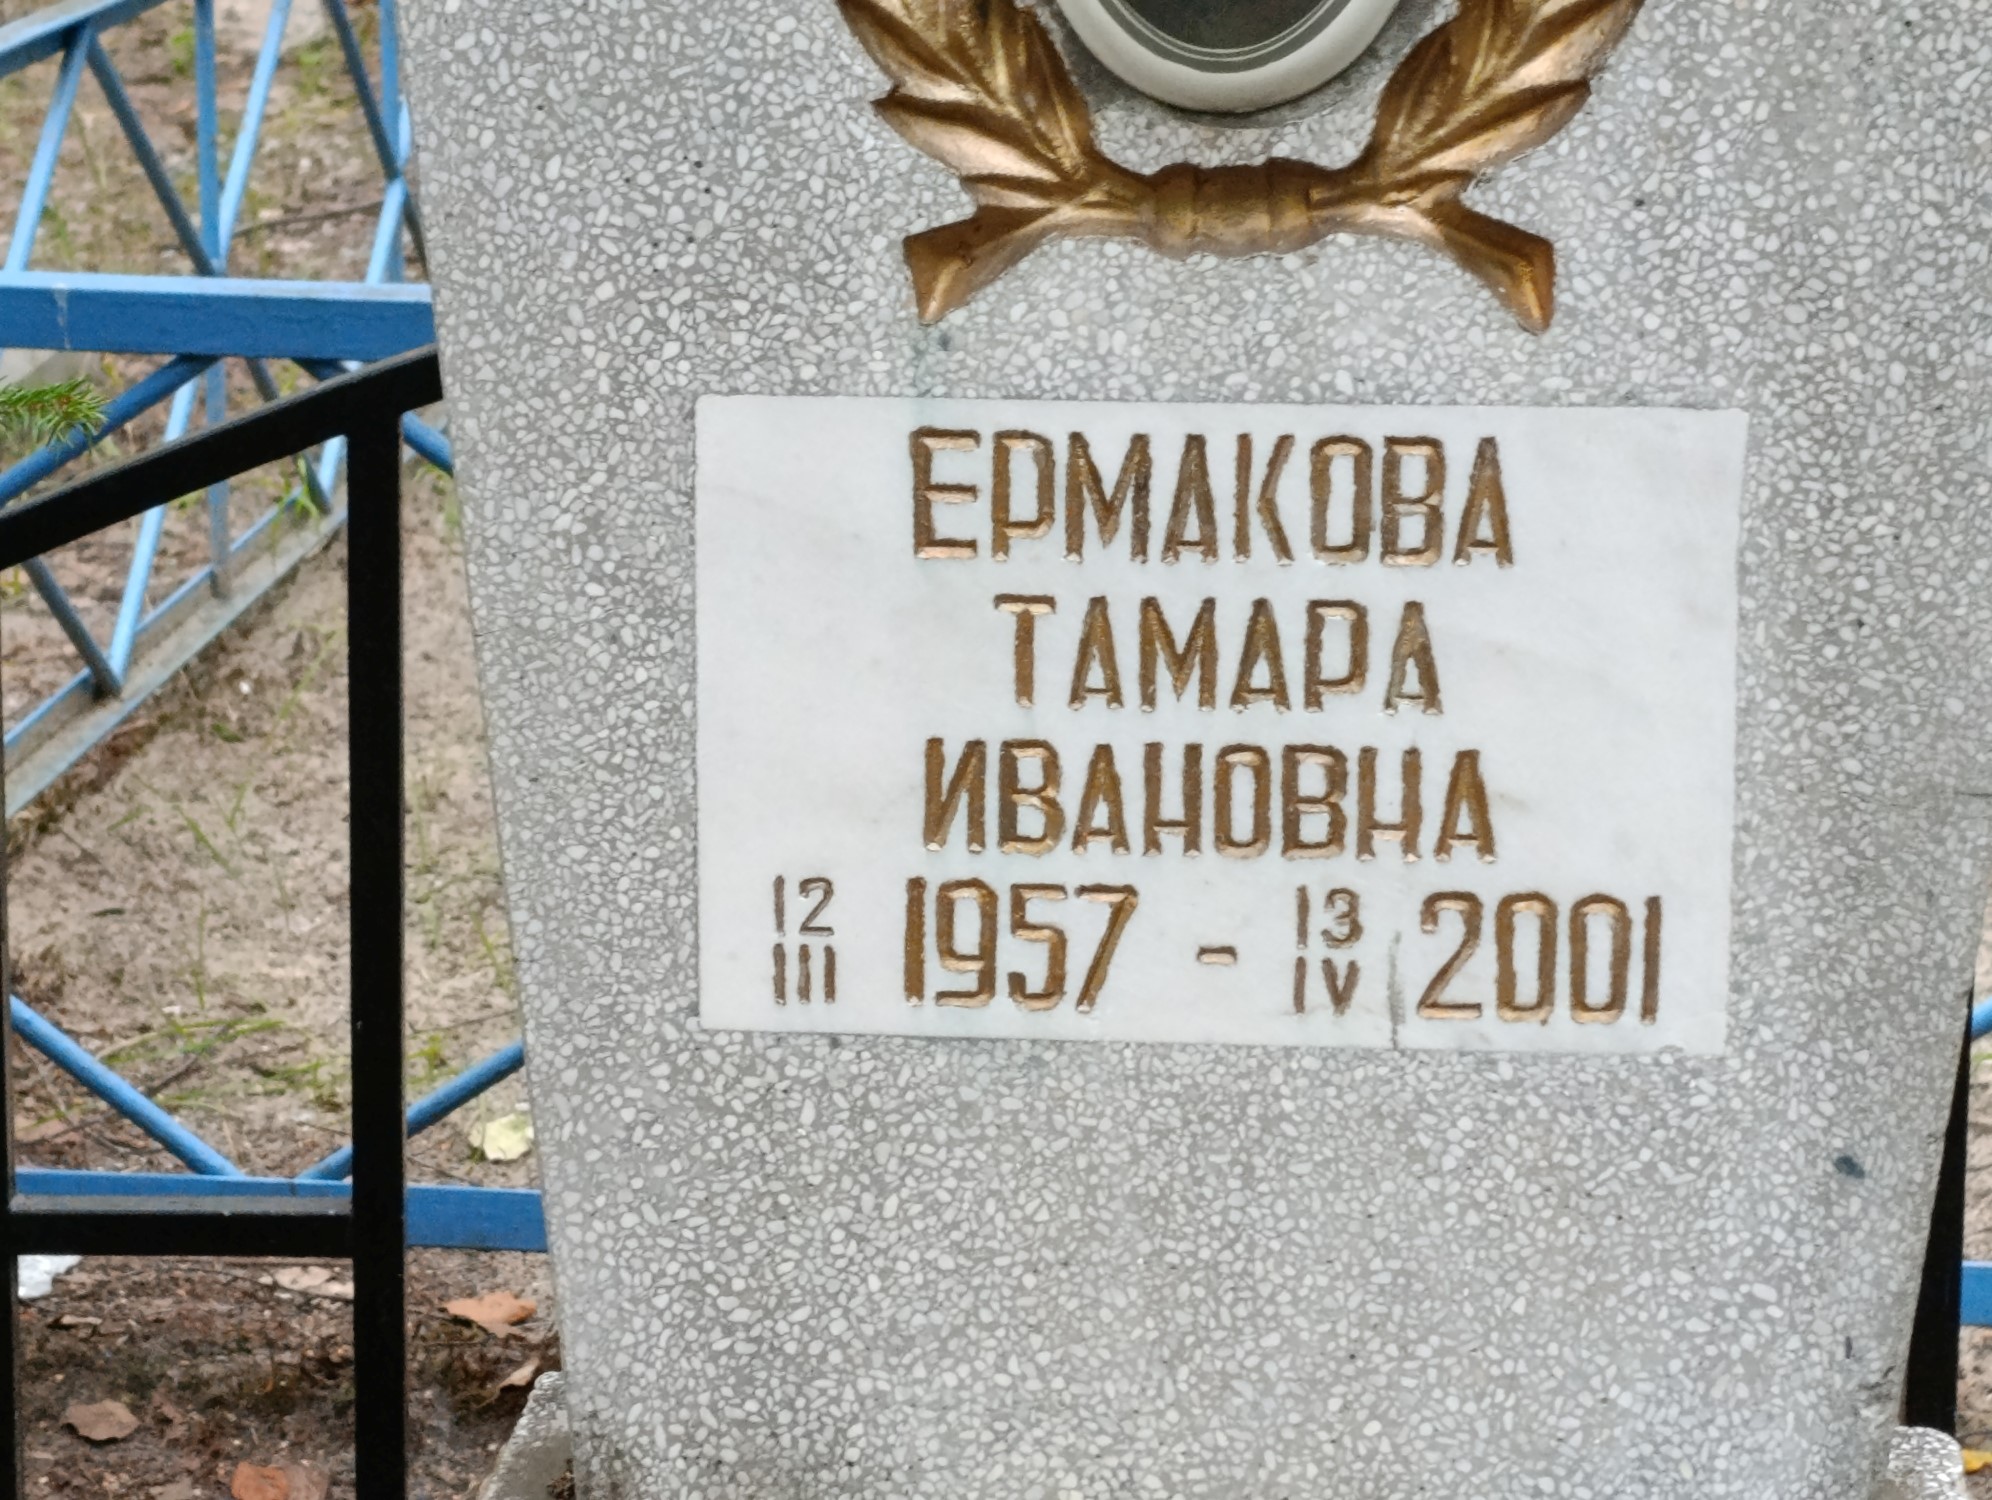 ЕРМАКОВА
ТАМАРА
ИВАНОВНА
12 III 1957 - 13 IV 2001